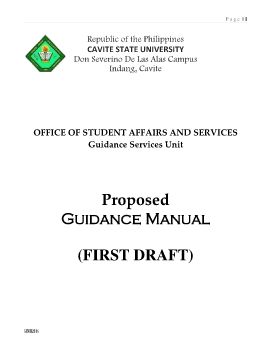 Page |1
Republic of the Philippines
CAVITE STATE UNIVERSITY
Don Severino De Las Alas Campus
Indang, Cavite
OFFICE OF STUDENT AFFAIRS AND SERVICES
Guidance Services Unit
Proposed
GUIDANCE MANUAL
(FIRST DRAFT)